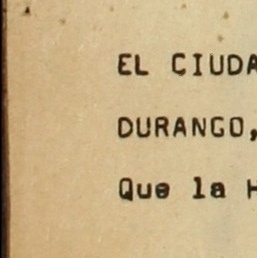 EL CIUDA
DURANGO,
Que la H